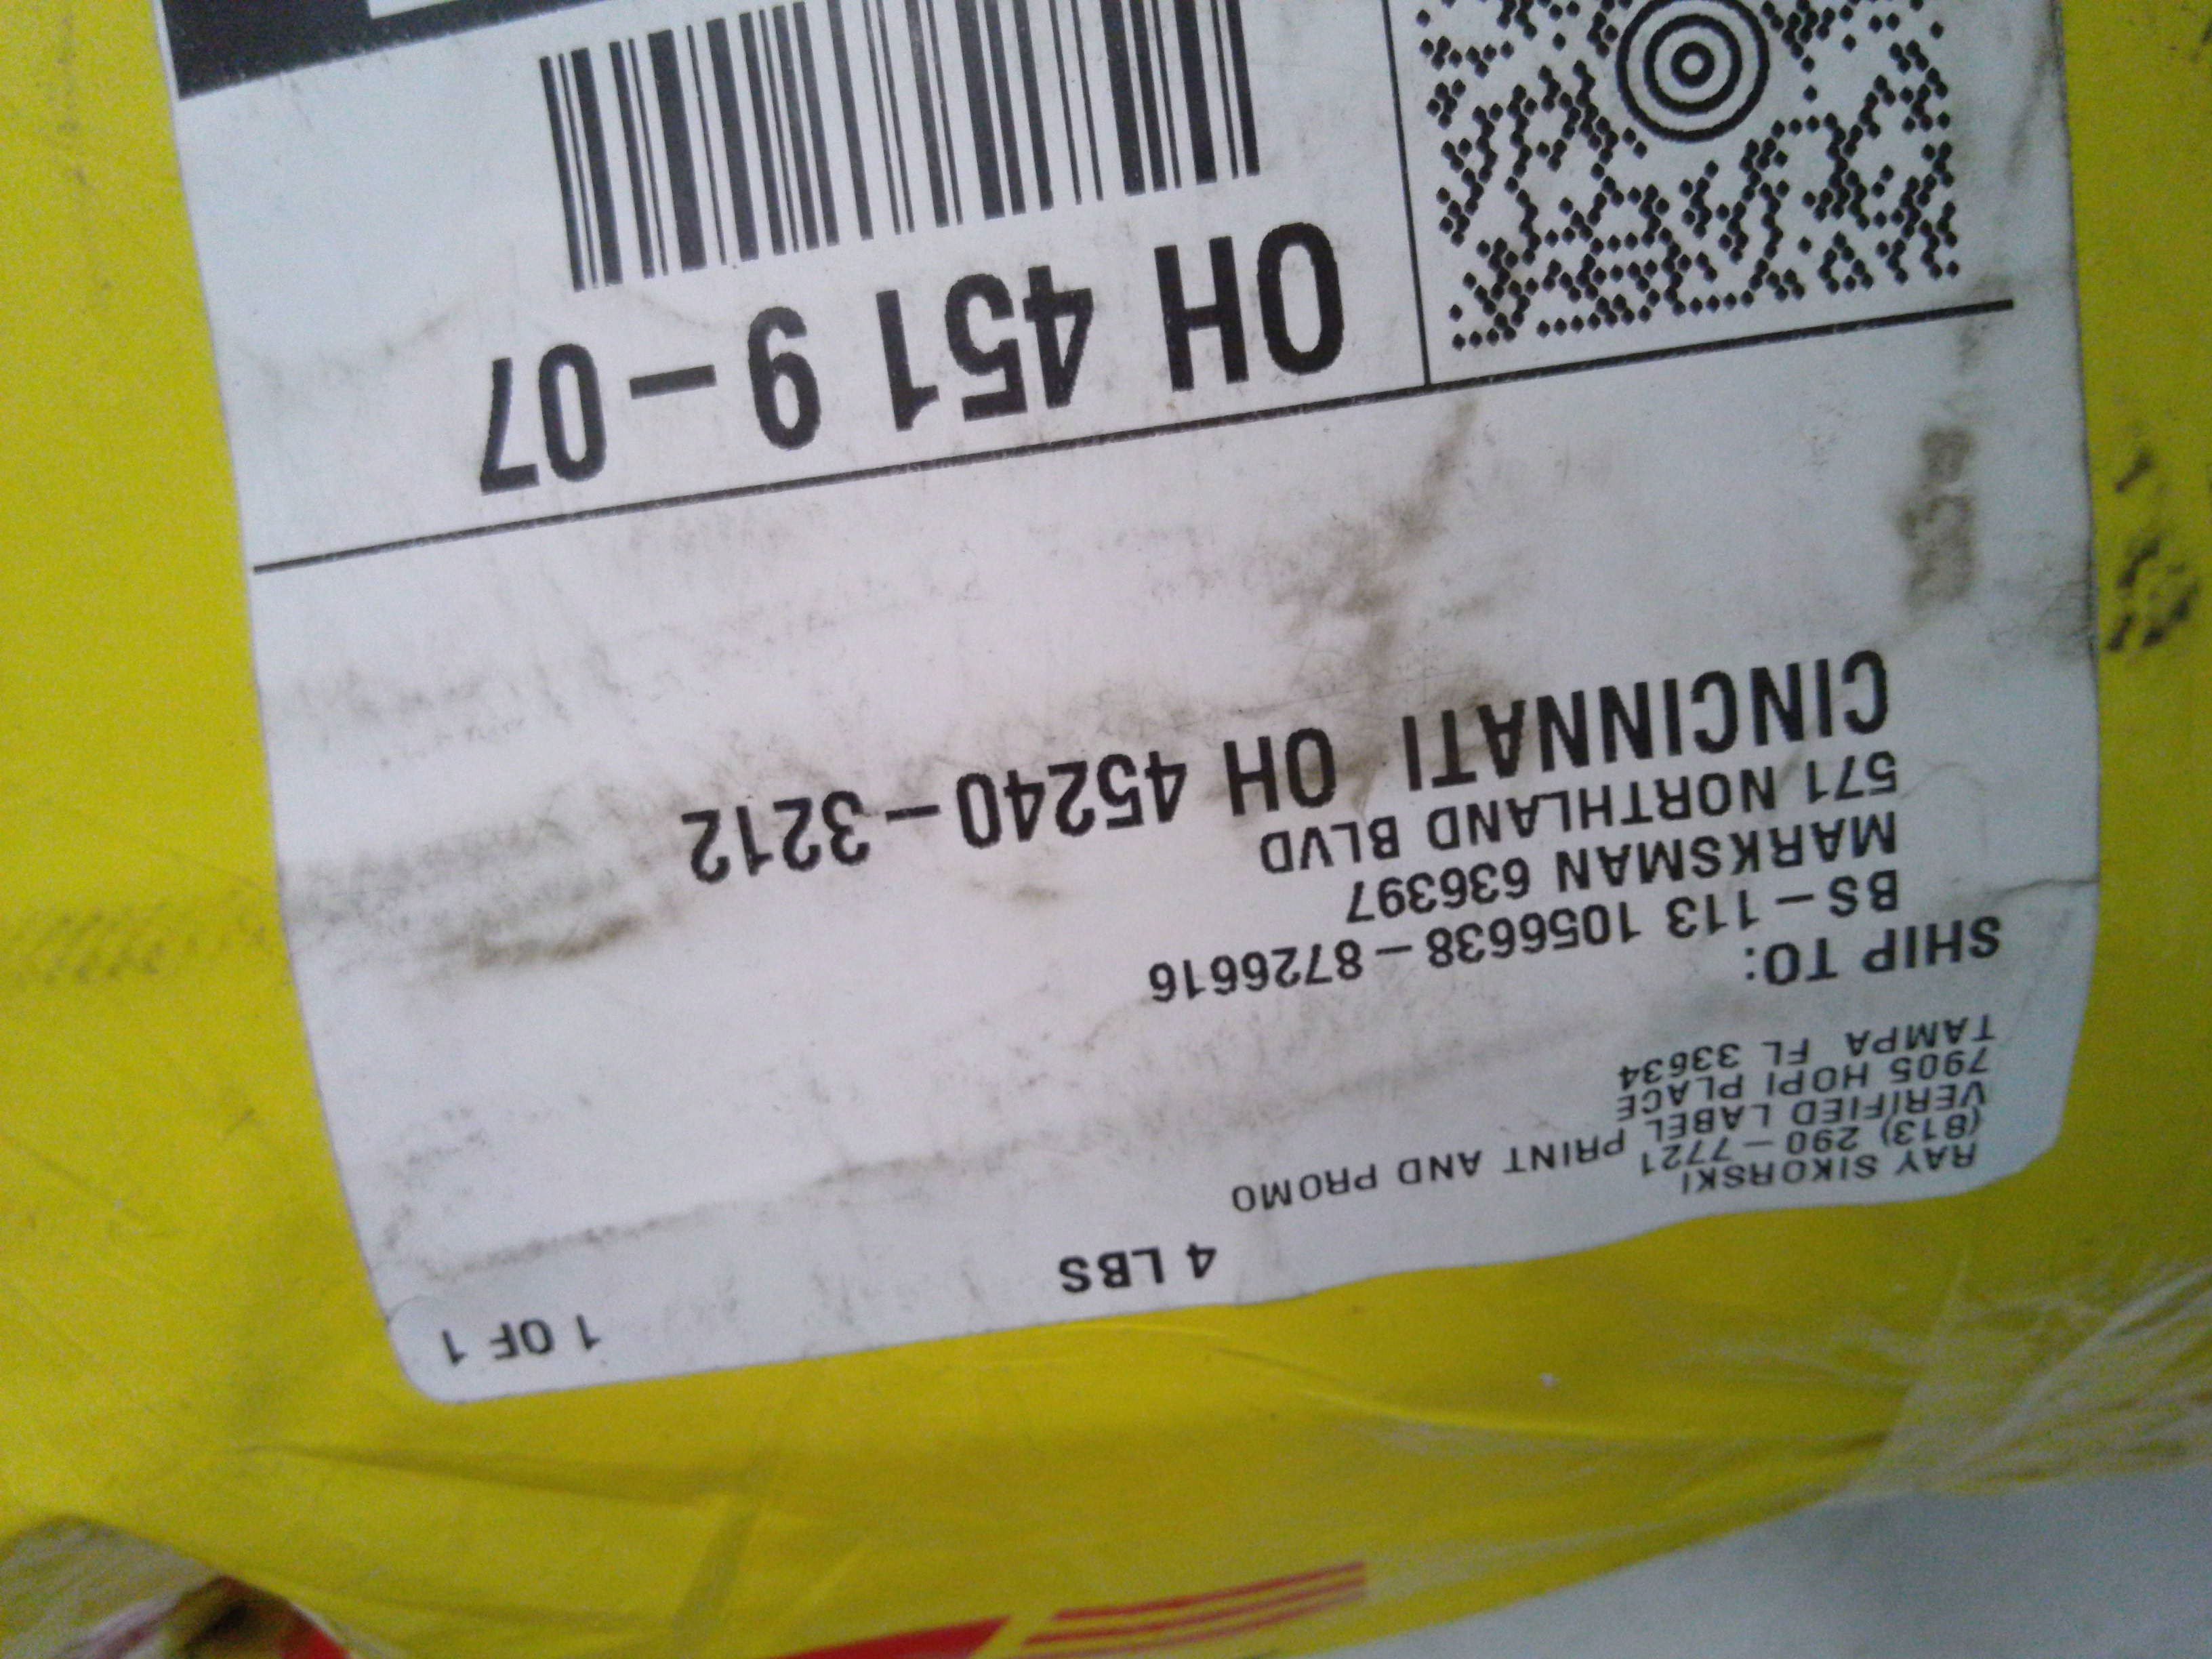 RAY SIKORSKI
(813) 290-7721
VERIFIED LABEL PRINT AND PROMO
7905 HOPI PLACE
TAMPA FL 33634
4 LBS
1 OF 1
SHIP TO:
BS-113 1056638-8726616
MARKSMAN 636397
571 NORTHLAND BLVD
CINCINNATI OH 45240-3212
OH 451 9-07